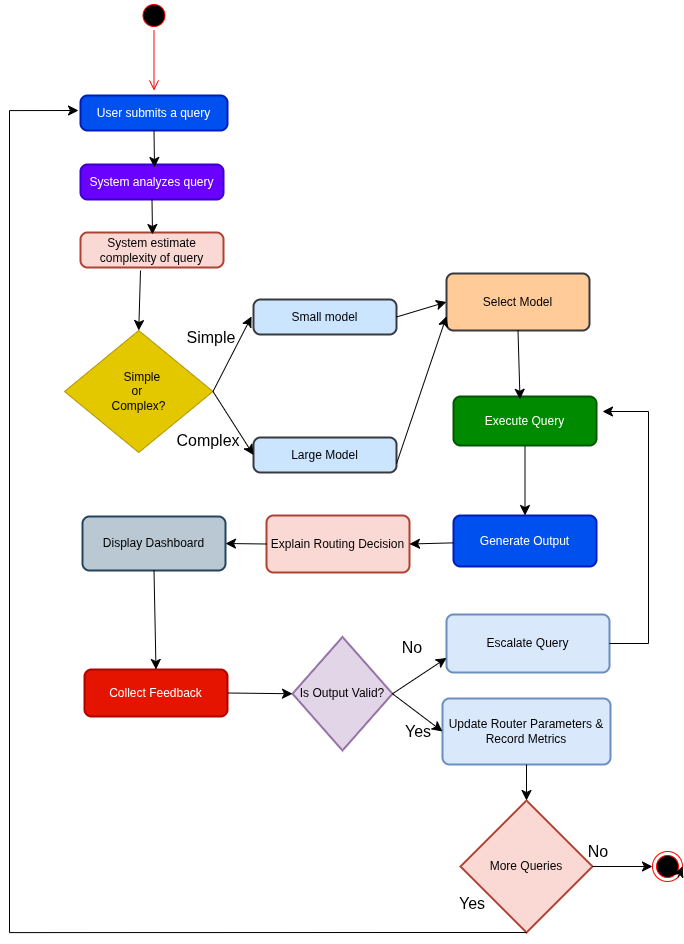 User submits a query
System analyzes query
System estimate
complexity of query
Simple
or
Complex?
Simple
Complex
Small model
Large Model
Select Model
Execute Query
Generate Output
Explain Routing Decision
Display Dashboard
Collect Feedback
Is Output Valid?
No
Yes
Escalate Query
Update Router Parameters &
Record Metrics
More Queries
No
Yes